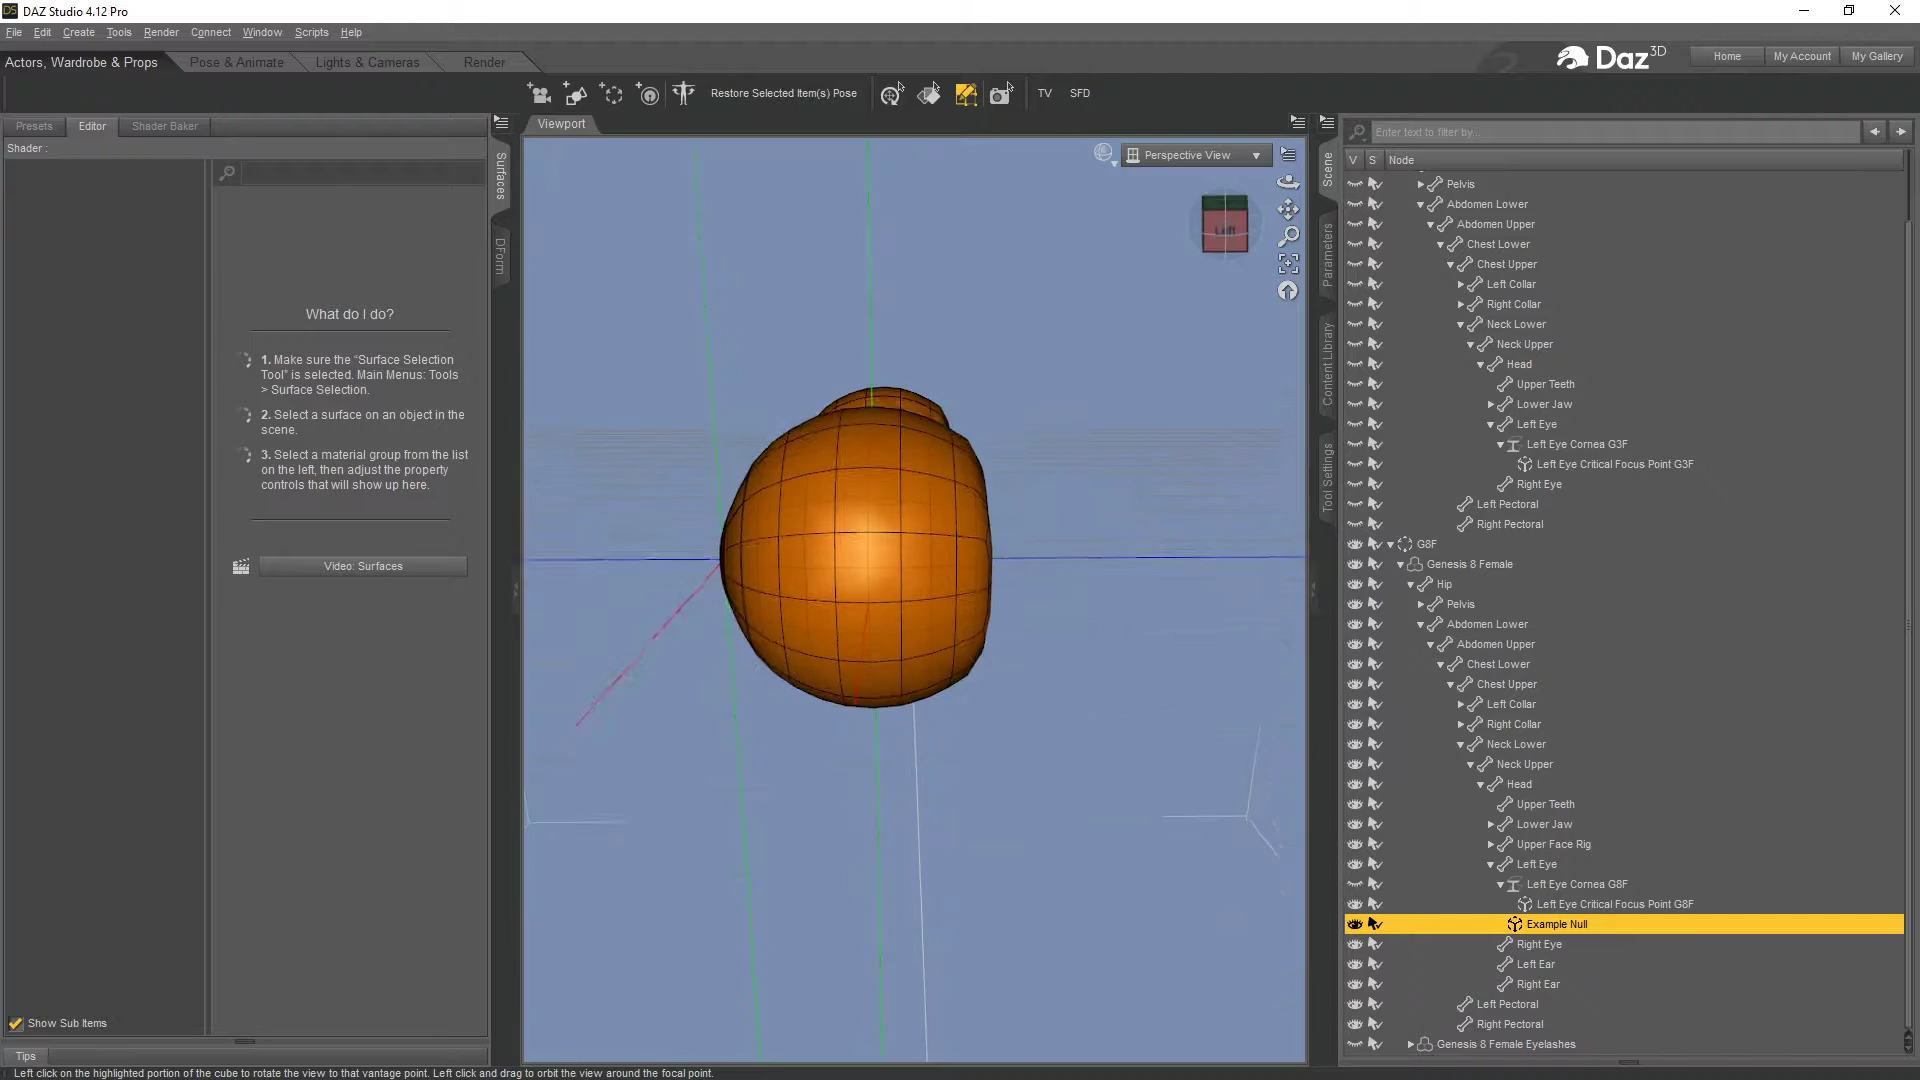 DAZ Studio 4.12 Pro
File Edit Create Tools Render Connect Window Scripts Help
Actors, Wardrobe & Props Pose & Animate Lights & Cameras Render
Daz 3D Home My Account My Gallery
Restore Selected Item(s) Pose TV SFD
Presets Editor Shader Baker
Shader :
What do I do?
1. Make sure the “Surface Selection
Tool” is selected. Main Menus: Tools
> Surface Selection.
2. Select a surface on an object in the
scene.
3. Select a material group from the list
on the left, then adjust the property
controls that will show up here.
Video: Surfaces
Show Sub Items
Tips
Surfaces
DForm
Viewport
Perspective View
Left
Scene
Parameters
Content Library
Tool Settings
Enter text to filter by...
V S Node
Pelvis
Abdomen Lower
Abdomen Upper
Chest Lower
Chest Upper
Left Collar
Right Collar
Neck Lower
Neck Upper
Head
Upper Teeth
Lower Jaw
Left Eye
Left Eye Cornea G3F
Left Eye Critical Focus Point G3F
Right Eye
Left Pectoral
Right Pectoral
G8F
Genesis 8 Female
Hip
Pelvis
Abdomen Lower
Abdomen Upper
Chest Lower
Chest Upper
Left Collar
Right Collar
Neck Lower
Neck Upper
Head
Upper Teeth
Lower Jaw
Upper Face Rig
Left Eye
Left Eye Cornea G8F
Left Eye Critical Focus Point G8F
Example Null
Right Eye
Left Ear
Right Ear
Left Pectoral
Right Pectoral
Genesis 8 Female Eyelashes
Left click on the highlighted portion of the cube to rotate the view to that vantage point. Left click and drag to orbit the view around the focal point.